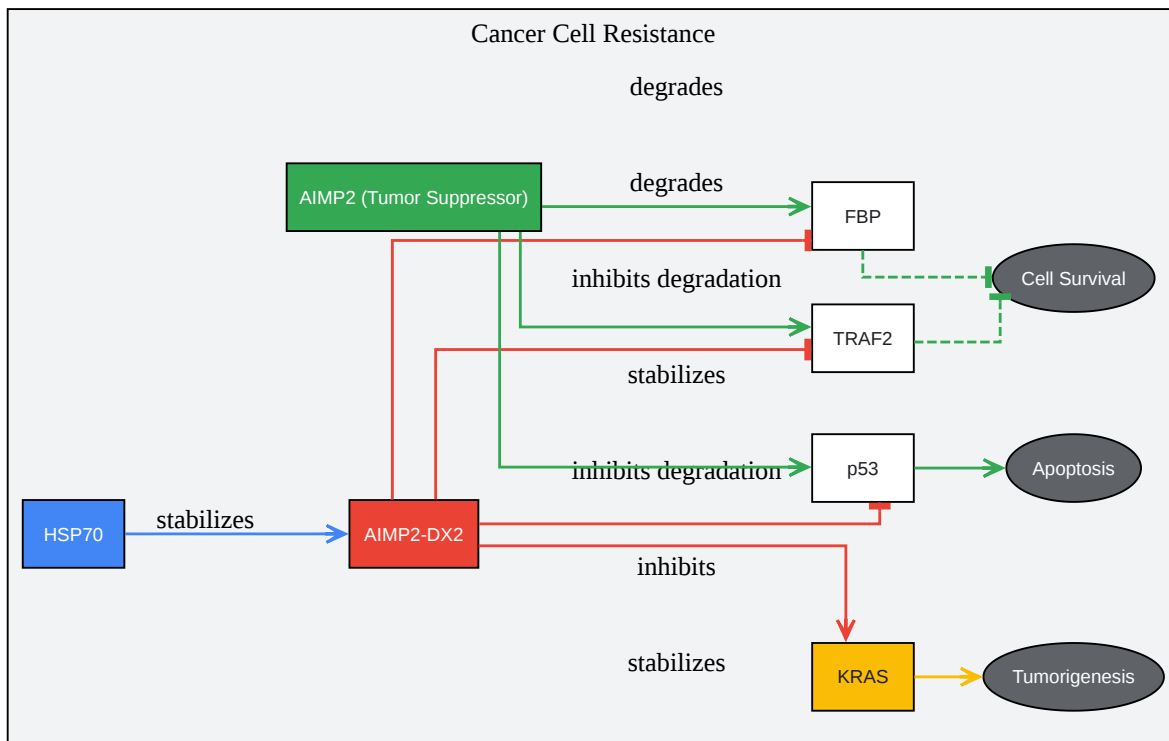 Cancer Cell Resistance
degrades
degrades
AIMP2 (Tumor Suppressor)
FBP
inhibits degradation
Cell Survival
TRAF2
stabilizes
inhibits degradation
p53
Apoptosis
stabilizes
HSP70
AIMP2-DX2
inhibits
stabilizes
KRAS
Tumorigenesis